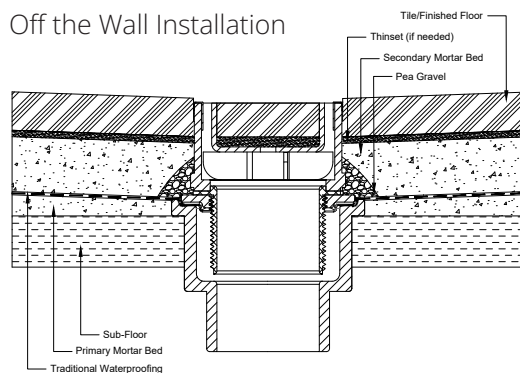 Off the Wall Installation
Tile/Finished Floor
Thinset (if needed)
Secondary Mortar Bed
Pea Gravel
Sub-Floor
Primary Mortar Bed
Traditional Waterproofing